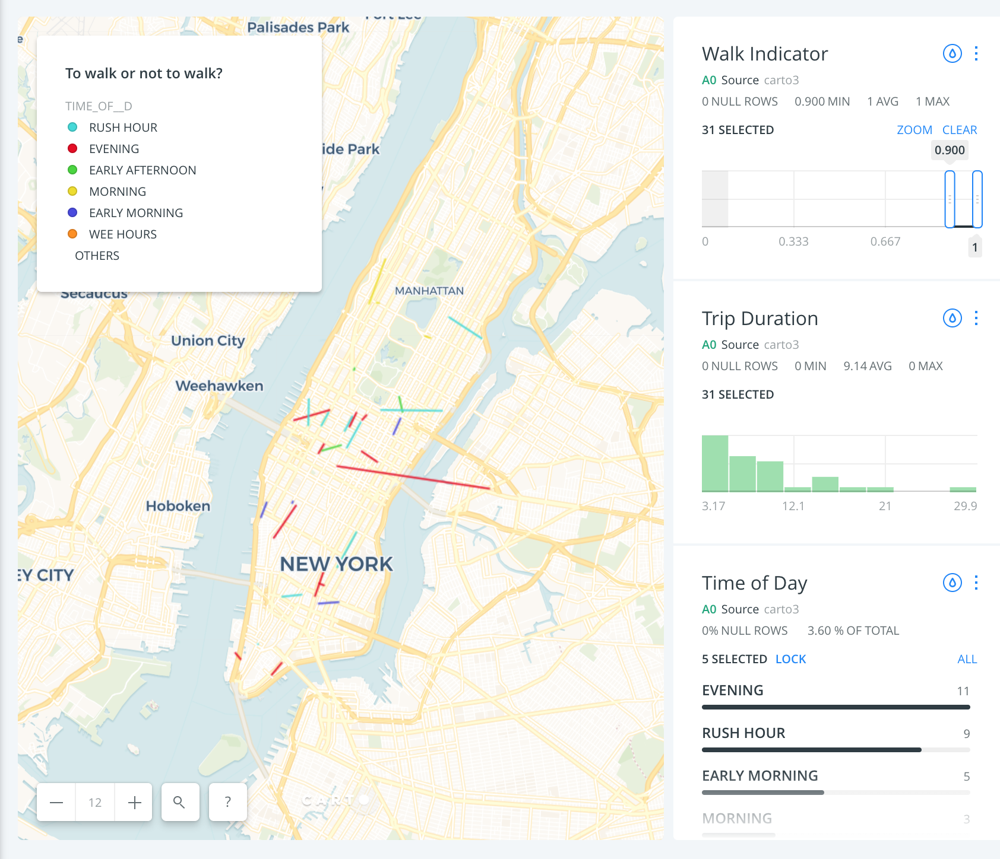 Palisades Park
To walk or not to walk?
TIME_OF__D
RUSH HOUR
EVENING
EARLY AFTERNOON
MORNING
EARLY MORNING
WEE HOURS
OTHERS
ide Park
Secaucus
MANHATTAN
Union City
Weehawken
Hoboken
NEW YORK
EY CITY
12
?
CARTO
Walk Indicator
A0 Source carto3
0 NULL ROWS 0.900 MIN 1 AVG 1 MAX
31 SELECTED ZOOM CLEAR
0.900
0 0.333 0.667
1
Trip Duration
A0 Source carto3
0 NULL ROWS 0 MIN 9.14 AVG 0 MAX
31 SELECTED
3.17 12.1 21 29.9
Time of Day
A0 Source carto3
0% NULL ROWS 3.60 % OF TOTAL
5 SELECTED LOCK ALL
EVENING 11
RUSH HOUR 9
EARLY MORNING 5
MORNING 3